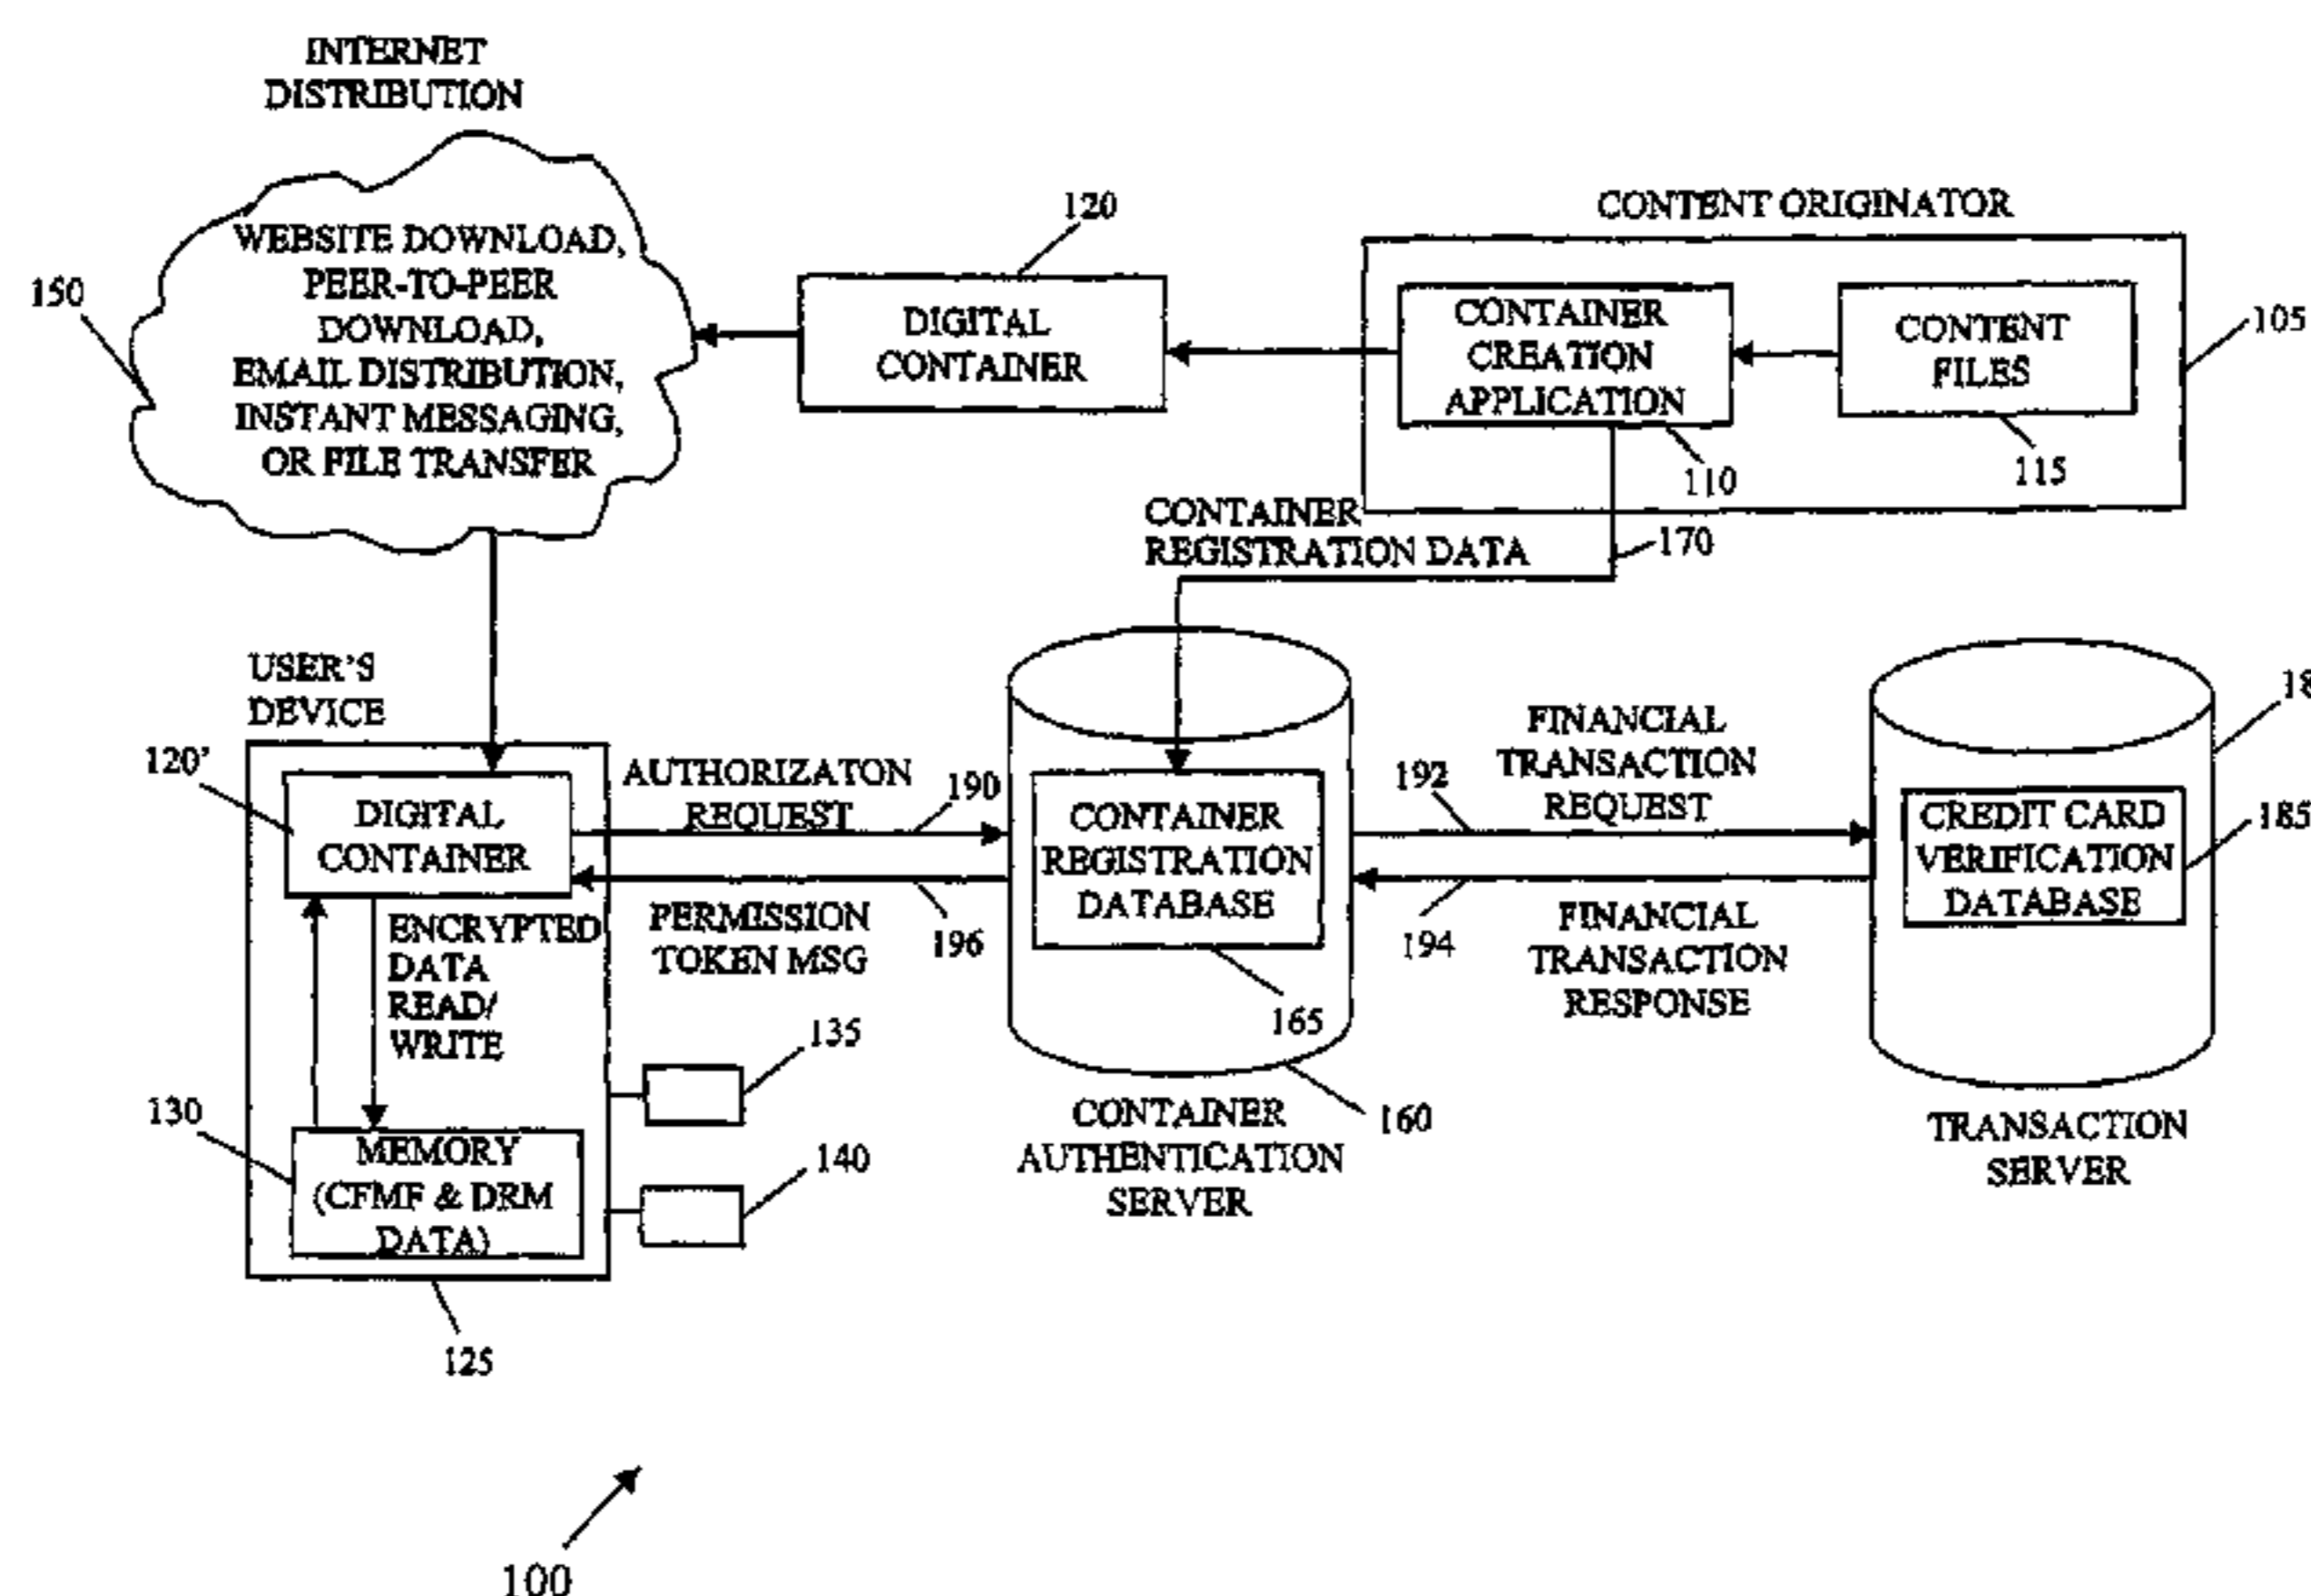 INTERNET
DISTRIBUTION
WEBSITE DOWNLOAD,
PEER-TO-PEER
DOWNLOAD,
EMAIL DISTRIBUTION,
INSTANT MESSAGING,
OR FILE TRANSFER
150
120
DIGITAL
CONTAINER
CONTENT ORIGINATOR
CONTAINER
CREATION
APPLICATION
110
CONTENT
FILES
115
105
CONTAINER
REGISTRATION DATA
170
USER'S
DEVICE
120'
DIGITAL
CONTAINER
ENCRYPTED
DATA
READ/
WRITE
130
MEMORY
(CFMF & DRM
DATA)
125
135
140
AUTHORIZATON
REQUEST
190
PERMISSION
TOKEN MSG
196
CONTAINER
REGISTRATION
DATABASE
165
160
CONTAINER
AUTHENTICATION
SERVER
192
FINANCIAL
TRANSACTION
REQUEST
194
FINANCIAL
TRANSACTION
RESPONSE
CREDIT CARD
VERIFICATION
DATABASE
185
TRANSACTION
SERVER
100